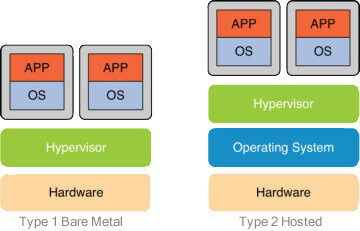 APP
OS
APP
OS
Hypervisor
Hardware
Type 1 Bare Metal
APP
OS
APP
OS
Hypervisor
Operating System
Hardware
Type 2 Hosted